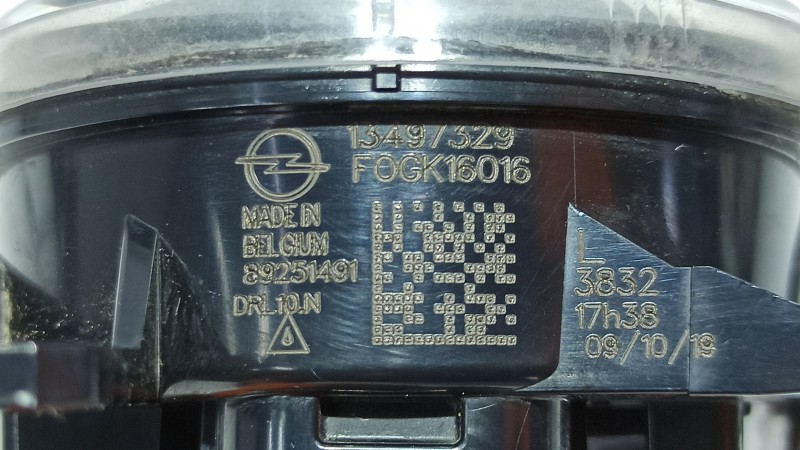 13497329
F0GK16016
MADE IN
BELGIUM
89251491
DRL10.N
L
3832
17h38
09/10/19